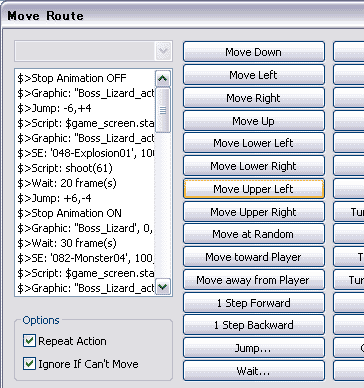 Move Route
$>Stop Animation OFF
$>Graphic: "Boss_Lizard_act
$>Jump: -6,+4
$>Script: $game_screen.sta
$>Graphic: "Boss_Lizard_act
$>SE: '048-Explosion01', 100
$>Script: shoot(61)
$>Wait: 20 frame(s)
$>Jump: +6,-4
$>Stop Animation ON
$>Graphic: "Boss_Lizard', 0,
$>Wait: 30 frame(s)
$>SE: '082-Monster04', 100,
$>Script: $game_screen.sta
$>Graphic: "Boss_Lizard_act
Options
Repeat Action
Ignore If Can't Move
Move Down
Move Left
Move Right
Move Up
Move Lower Left
Move Lower Right
Move Upper Left
Move Upper Right
Move at Random
Move toward Player
Move away from Player
1 Step Forward
1 Step Backward
Jump...
Wait...
Tu
T
Tur
C